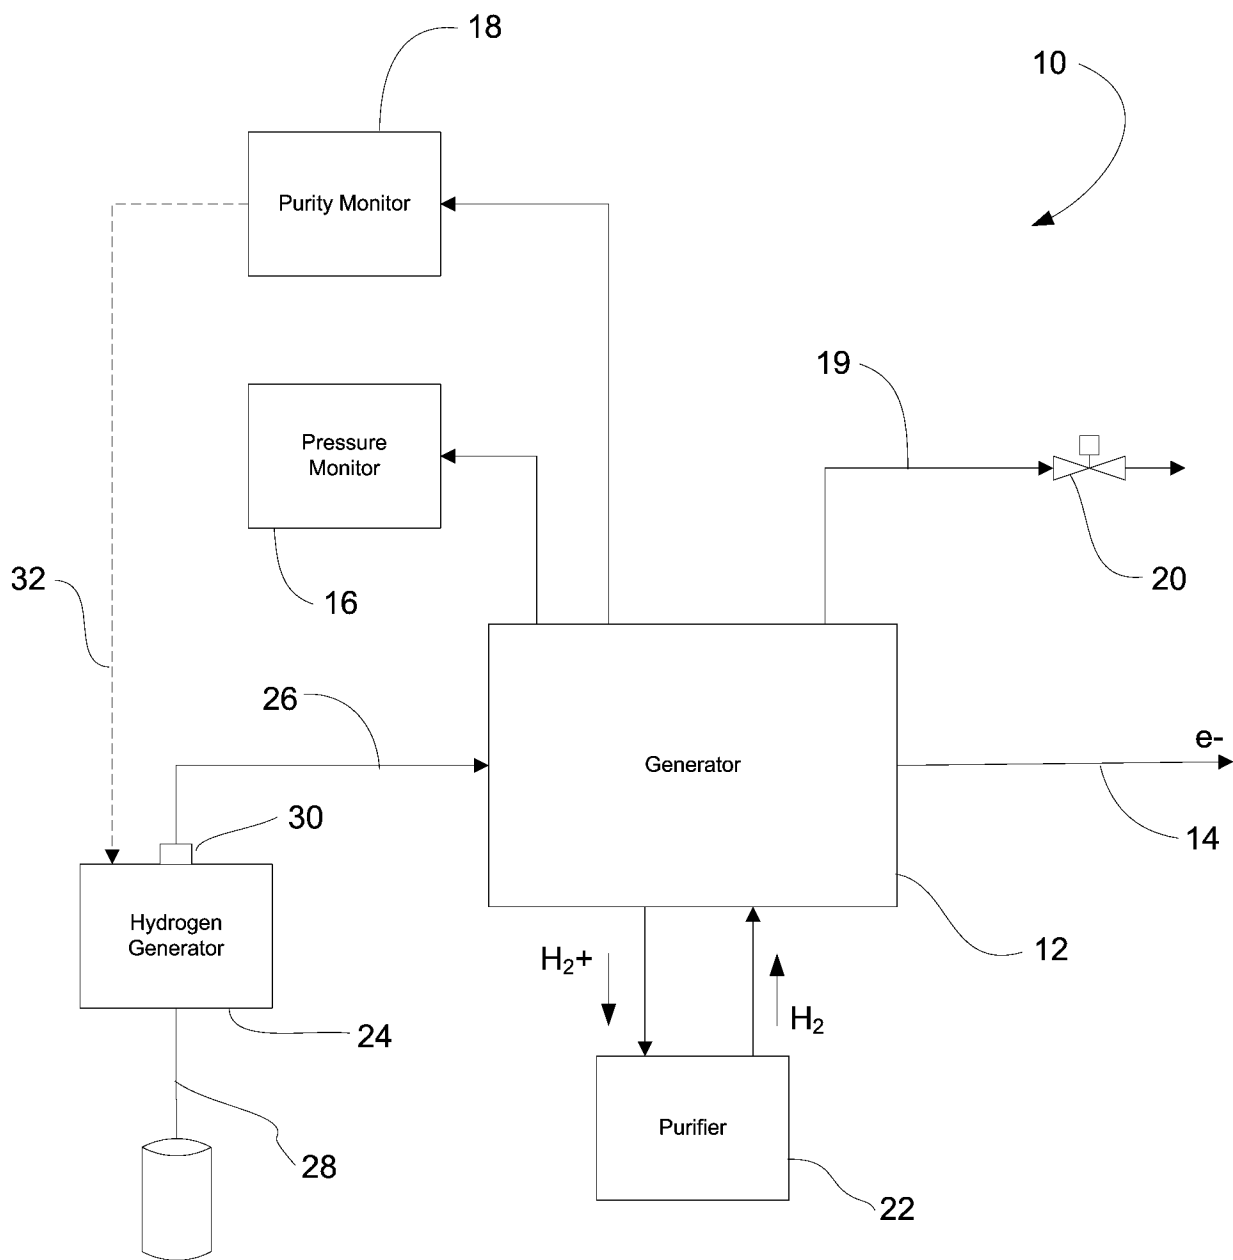 18
10
Purity Monitor
19
Pressure
Monitor
20
32
16
26
e-
Generator
14
30
Hydrogen
Generator
12
H₂+
H₂
24
Purifier
28
22